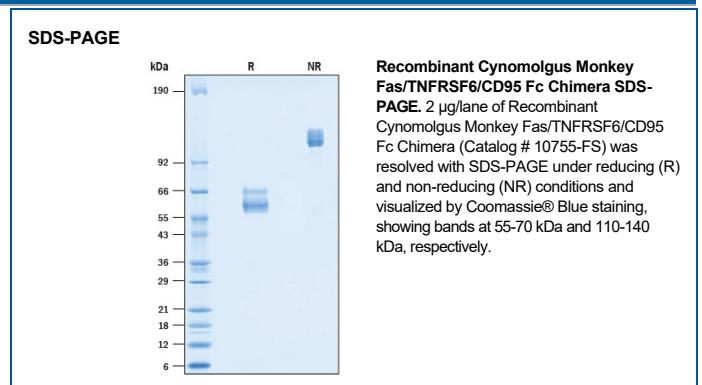 SDS-PAGE
kDa R NR
190
92
66
55
43
36
29
21
18
12
6
Recombinant Cynomolgus Monkey
Fas/TNFRSF6/CD95 Fc Chimera SDS-
PAGE. 2 μg/lane of Recombinant
Cynomolgus Monkey Fas/TNFRSF6/CD95
Fc Chimera (Catalog # 10755-FS) was
resolved with SDS-PAGE under reducing (R)
and non-reducing (NR) conditions and
visualized by Coomassie® Blue staining,
showing bands at 55-70 kDa and 110-140
kDa, respectively.